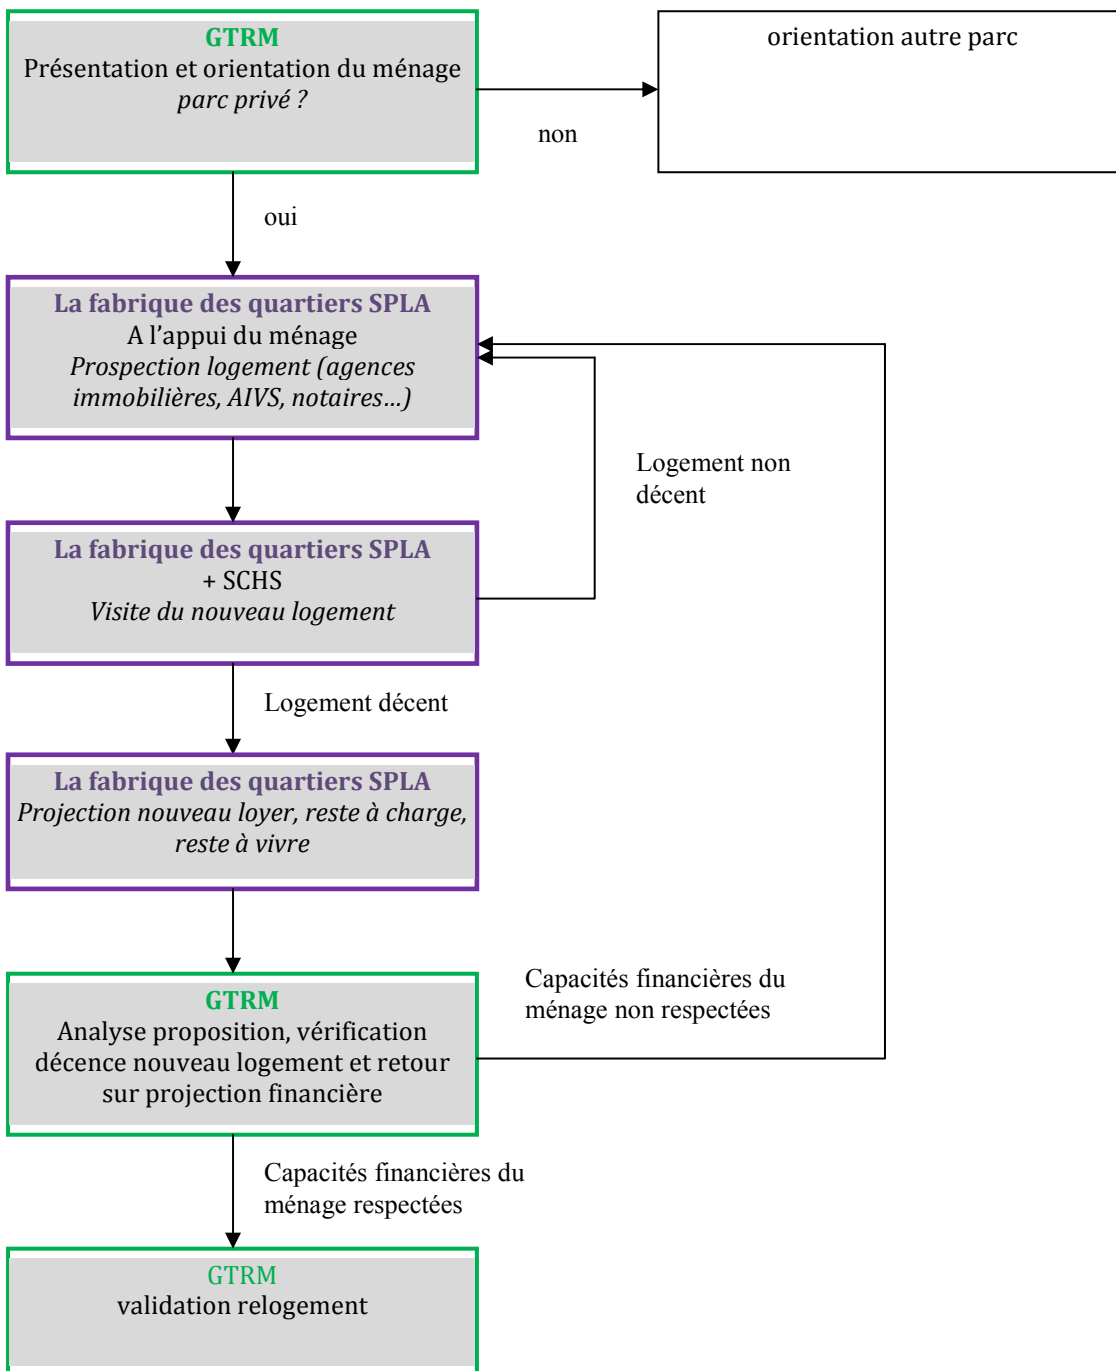 GTRM
Présentation et orientation du ménage
parc privé ?
orientation autre parc
non
oui
La fabrique des quartiers SPLA
A l’appui du ménage
Prospection logement (agences
immobilières, AIVS, notaires…)
Logement non
décent
La fabrique des quartiers SPLA
+ SCHS
Visite du nouveau logement
Logement décent
La fabrique des quartiers SPLA
Projection nouveau loyer, reste à charge,
reste à vivre
Capacités financières du
ménage non respectées
GTRM
Analyse proposition, vérification
décence nouveau logement et retour
sur projection financière
Capacités financières du
ménage respectées
GTRM
validation relogement